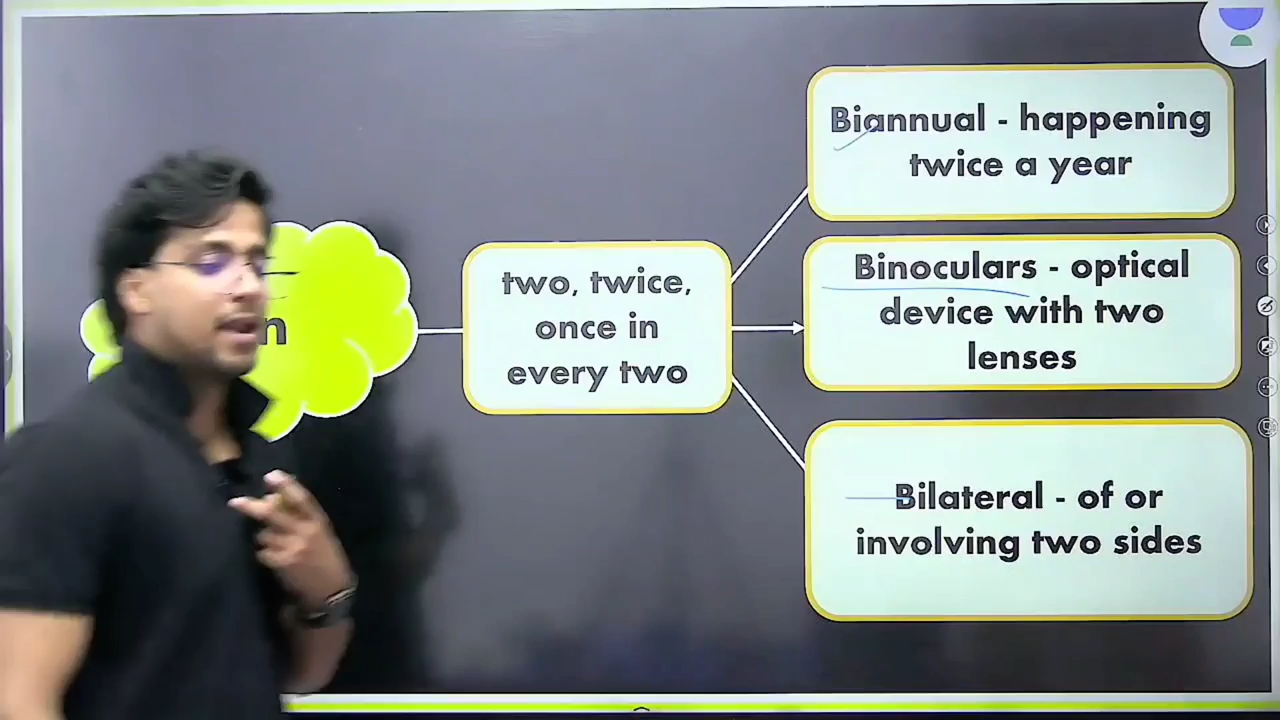 two, twice,
once in
every two
Biannual - happening
twice a year
Binoculars - optical
device with two
lenses
Bilateral - of or
involving two sides